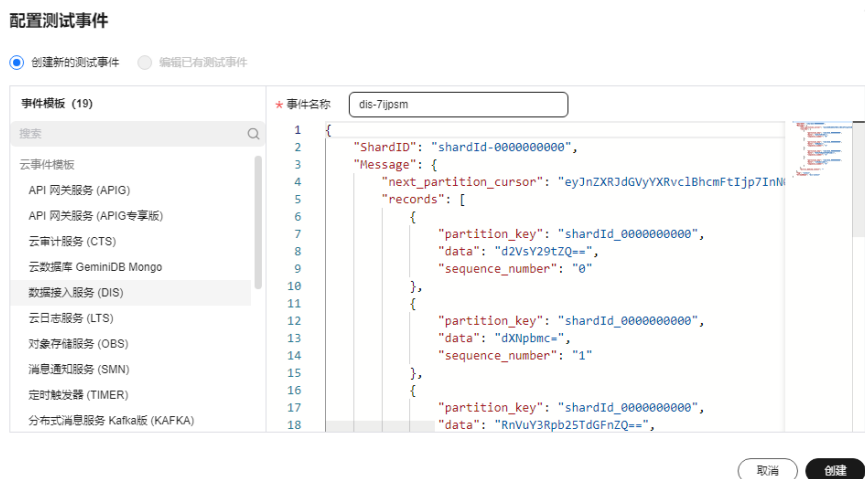 配置测试事件
创建新的测试事件 编辑已有测试事件
事件模板 (19)
搜索
云事件模板
API 网关服务 (APIG)
API 网关服务 (APIG专享版)
云审计服务 (CTS)
云数据库 GeminiDB Mongo
数据接入服务 (DIS)
云日志服务 (LTS)
对象存储服务 (OBS)
消息通知服务 (SMN)
定时触发器 (TIMER)
分布式消息服务 Kafka版 (KAFKA)
* 事件名称 dis-7ijpsm
1 {
2 "ShardID": "shardId-0000000000",
3 "Message": {
4 "next_partition_cursor": "eyJnZXRJdGVyYXRvclBhcmFtIjp7InN
5 "records": [
6 {
7 "partition_key": "shardId_0000000000",
8 "data": "d2VsY29tZQ==",
9 "sequence_number": "0"
10 },
11 {
12 "partition_key": "shardId_0000000000",
13 "data": "dXNpbmc=",
14 "sequence_number": "1"
15 },
16 {
17 "partition_key": "shardId_0000000000",
18 "data": "RnVuY3Rpb25TdGFnZQ==",
取消 创建